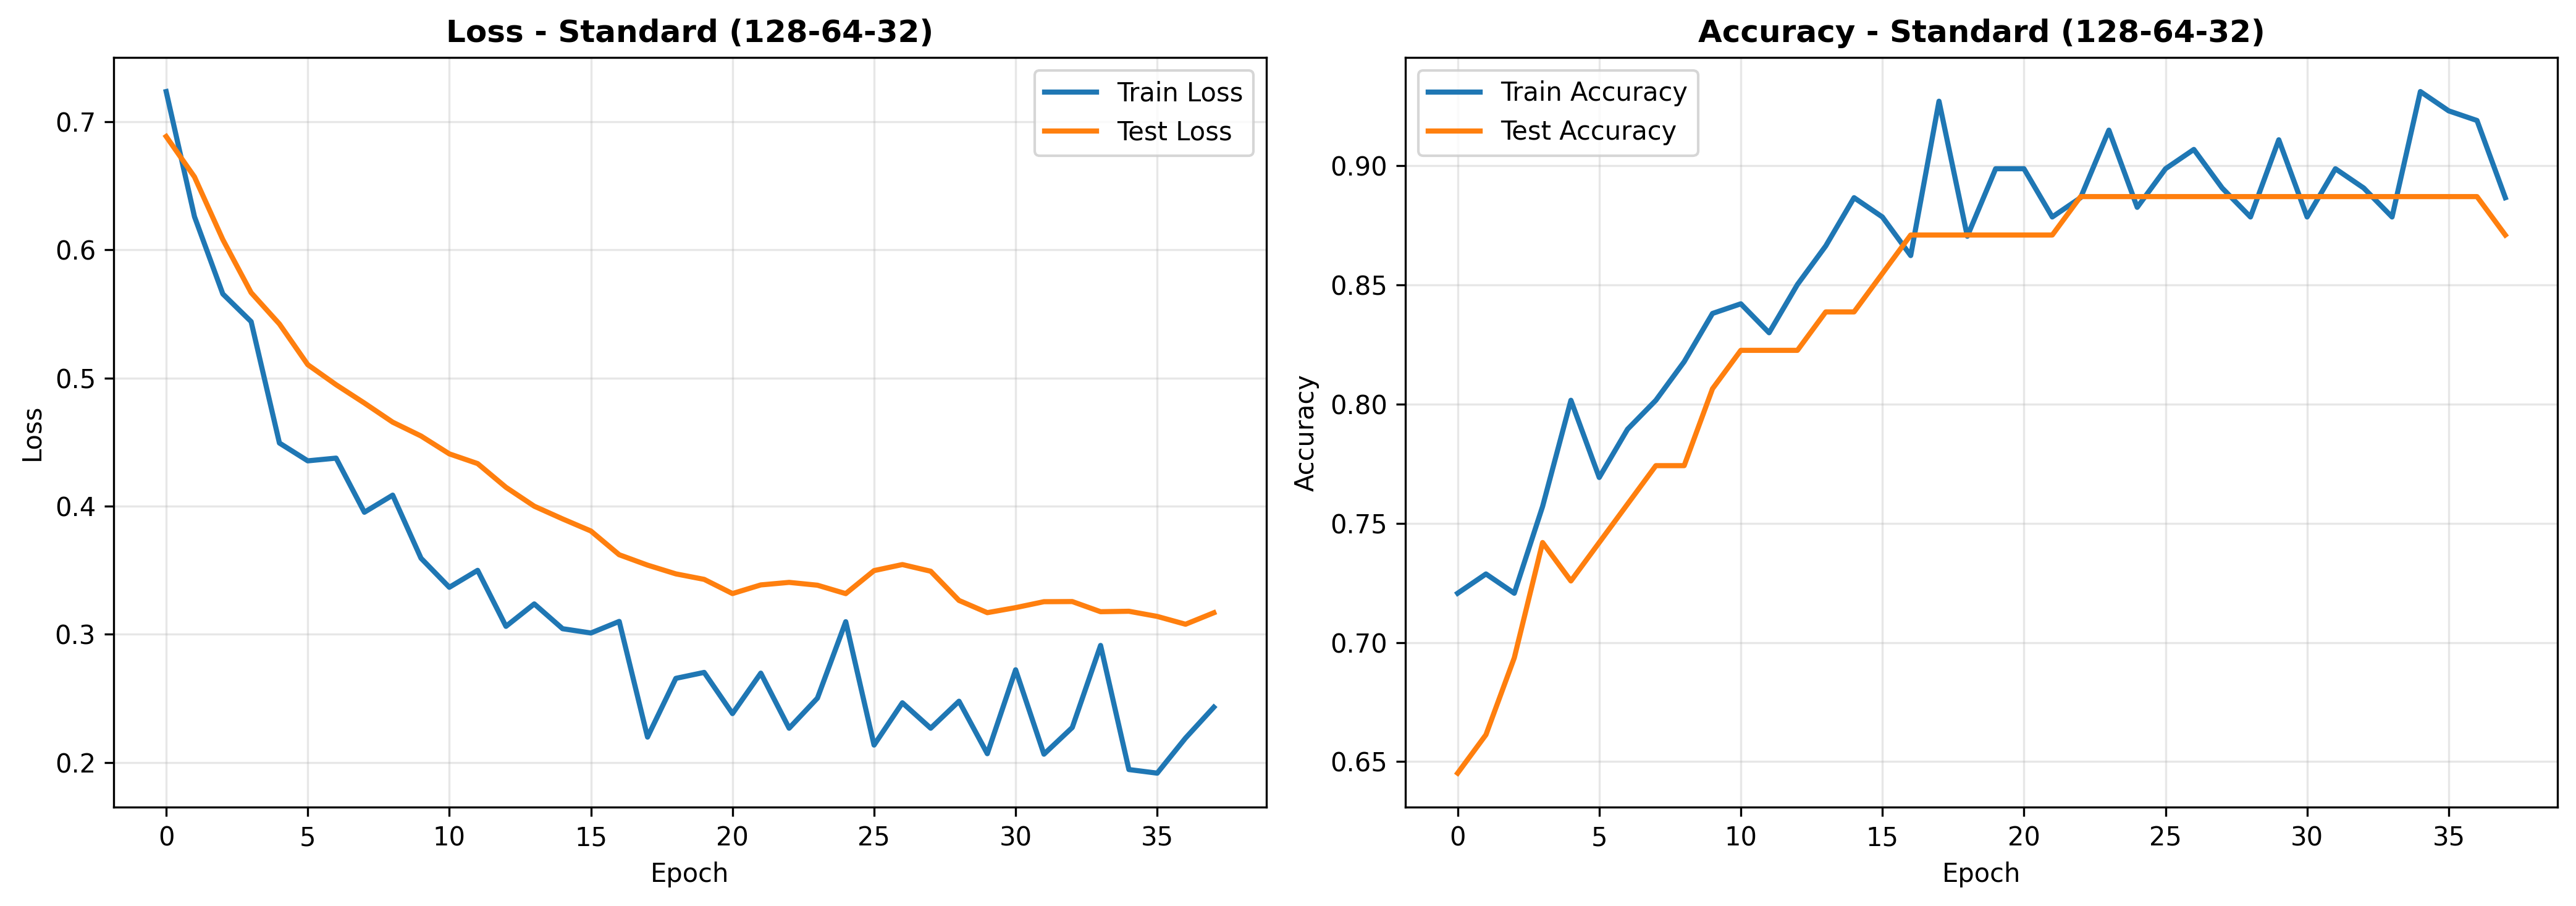 Loss - Standard (128-64-32)
Train Loss
Test Loss
0.7
0.6
0.5
0.4
0.3
0.2
Loss
0 5 10 15 20 25 30 35
Epoch
Accuracy - Standard (128-64-32)
Train Accuracy
Test Accuracy
0.90
0.85
0.80
0.75
0.70
0.65
Accuracy
0 5 10 15 20 25 30 35
Epoch